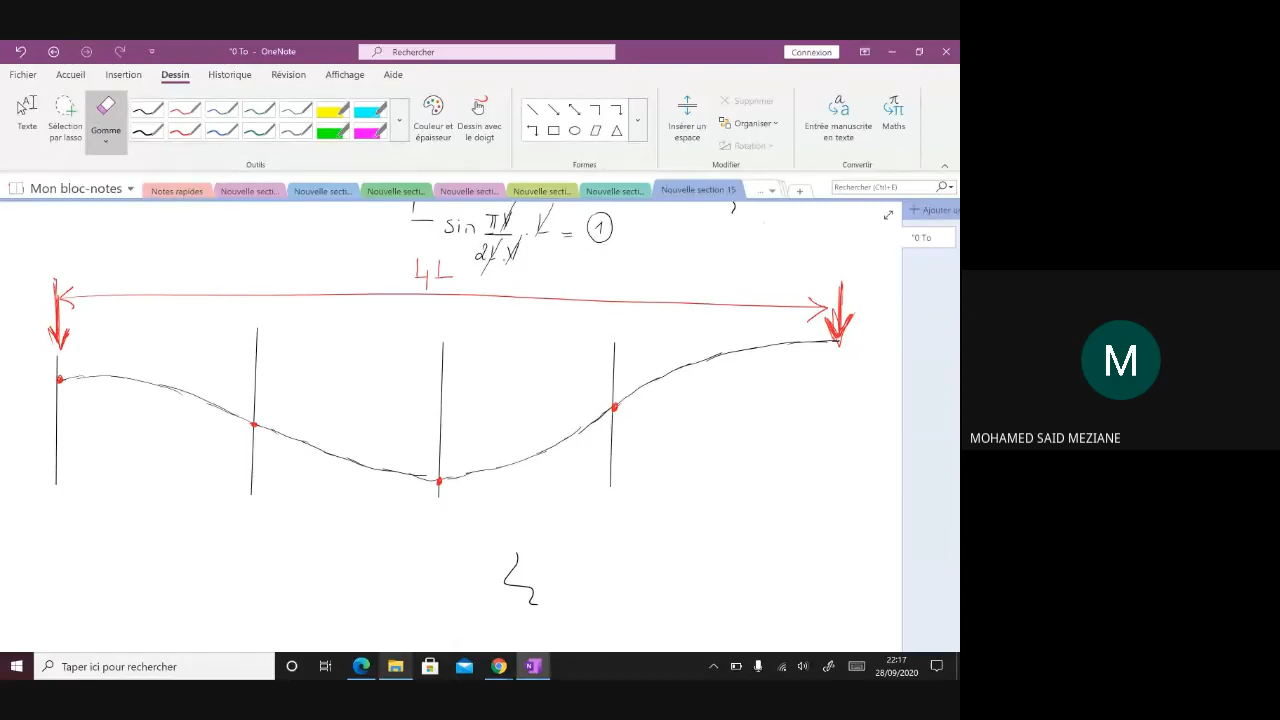 "0 To - OneNote
Rechercher
Connexion
Fichier Accueil Insertion Dessin Historique Révision Affichage Aide
Texte
Sélection par lasso
Gomme
Couleur et épaisseur
Dessin avec le doigt
Insérer un espace
Supprimer
Organiser
Rotation
Entrée manuscrite en texte
Maths
Outils Formes Modifier Convertir
Mon bloc-notes
Notes rapides Nouvelle secti... Nouvelle secti... Nouvelle secti... Nouvelle secti... Nouvelle secti... Nouvelle secti... Nouvelle section 15 ...
Rechercher (Ctrl+E)
+ Ajouter u
"0 To
sin πl/2L.l . L = 1
4L
M
MOHAMED SAID MEZIANE
Taper ici pour rechercher
22:17
28/09/2020